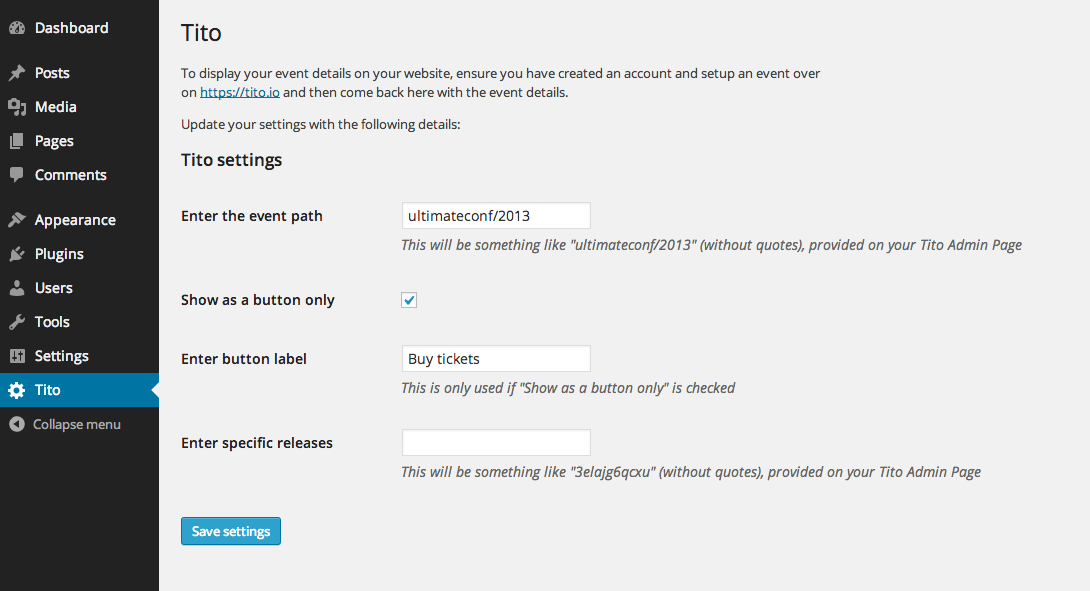 Dashboard
Posts
Media
Pages
Comments
Appearance
Plugins
Users
Tools
Settings
Tito
Collapse menu
Tito
To display your event details on your website, ensure you have created an account and setup an event over
on https://tito.io and then come back here with the event details.
Update your settings with the following details:
Tito settings
Enter the event path
ultimateconf/2013
This will be something like "ultimateconf/2013" (without quotes), provided on your Tito Admin Page
Show as a button only
Enter button label
Buy tickets
This is only used if "Show as a button only" is checked
Enter specific releases
This will be something like "3elajg6qcxu" (without quotes), provided on your Tito Admin Page
Save settings